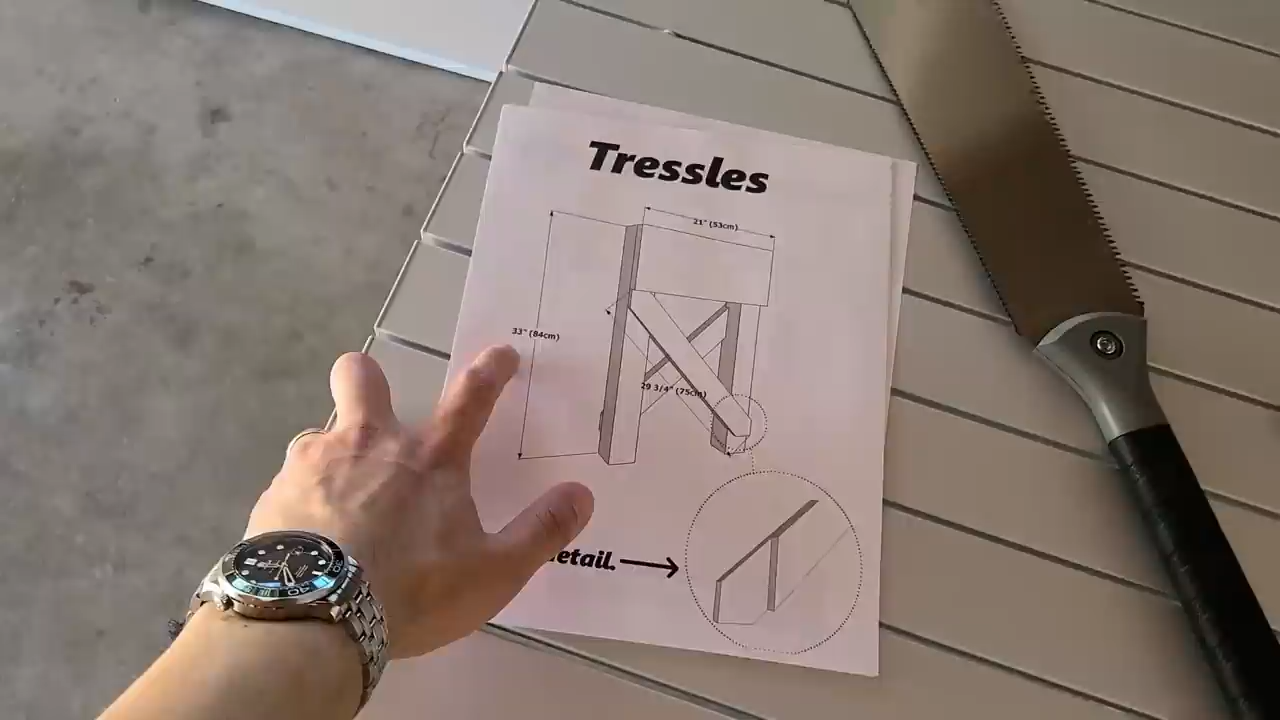 Tressles
21" (53cm)
33" (84cm)
29 3/4" (75cm)
etail.